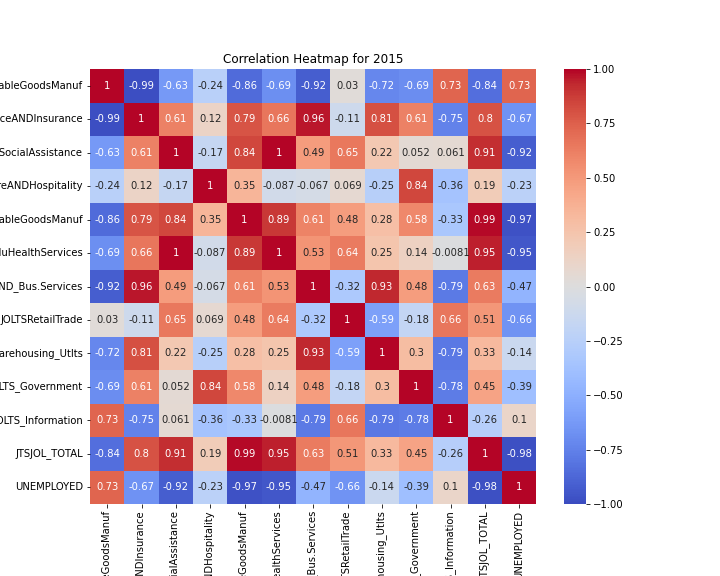 Correlation Heatmap for 2015
ableGoodsManuf 1 -0.99 -0.63 -0.24 -0.86 -0.69 -0.92 0.03 -0.72 -0.69 0.73 -0.84 0.73
ceANDInsurance -0.99 1 0.61 0.12 0.79 0.66 0.96 -0.11 0.81 0.61 -0.75 0.8 -0.67
SocialAssistance -0.63 0.61 1 -0.17 0.84 1 0.49 0.65 0.22 0.052 0.061 0.91 -0.92
reANDHospitality -0.24 0.12 -0.17 1 0.35 -0.087 -0.067 0.069 -0.25 0.84 -0.36 0.19 -0.23
ableGoodsManuf -0.86 0.79 0.84 0.35 1 0.89 0.61 0.48 0.28 0.58 -0.33 0.99 -0.97
duHealthServices -0.69 0.66 1 -0.087 0.89 1 0.53 0.64 0.25 0.14 -0.0081 0.95 -0.95
ND_Bus.Services -0.92 0.96 0.49 -0.067 0.61 0.53 1 -0.32 0.93 0.48 -0.79 0.63 -0.47
JOLTSRetailTrade 0.03 -0.11 0.65 0.069 0.48 0.64 -0.32 1 -0.59 -0.18 0.66 0.51 -0.66
arehousing_Utlts -0.72 0.81 0.22 -0.25 0.28 0.25 0.93 -0.59 1 0.3 -0.79 0.33 -0.14
LTS_Government -0.69 0.61 0.052 0.84 0.58 0.14 0.48 -0.18 0.3 1 -0.78 0.45 -0.39
OLTS_Information 0.73 -0.75 0.061 -0.36 -0.33 -0.0081 -0.79 0.66 -0.79 -0.78 1 -0.26 0.1
JTSJOL_TOTAL -0.84 0.8 0.91 0.19 0.99 0.95 0.63 0.51 0.33 0.45 -0.26 1 -0.98
UNEMPLOYED 0.73 -0.67 -0.92 -0.23 -0.97 -0.95 -0.47 -0.66 -0.14 -0.39 0.1 -0.98 1
eGoodsManuf
NDInsurance
ialAssistance
NDHospitality
eGoodsManuf
ealthServices
Bus.Services
SRetailTrade
housing_Utlts
_Government
_Information
TSJOL_TOTAL
UNEMPLOYED
1.00
0.75
0.50
0.25
0.00
−0.25
−0.50
−0.75
−1.00